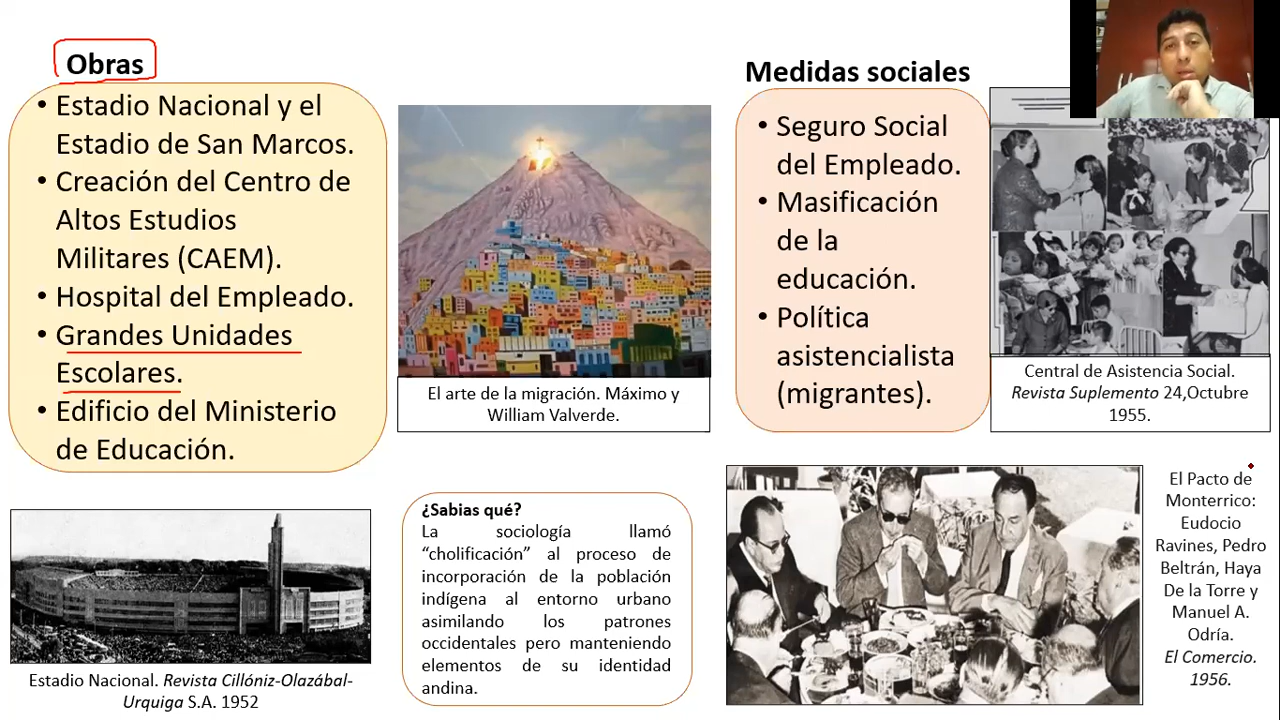 Obras
• Estadio Nacional y el
Estadio de San Marcos.
• Creación del Centro de
Altos Estudios
Militares (CAEM).
• Hospital del Empleado.
• Grandes Unidades
Escolares.
• Edificio del Ministerio
de Educación.
El arte de la migración. Máximo y
William Valverde.
Medidas sociales
• Seguro Social
del Empleado.
• Masificación
de la
educación.
• Política
asistencialista
(migrantes).
Central de Asistencia Social.
Revista Suplemento 24,Octubre
1955.
Estadio Nacional. Revista Cillóniz-Olazábal-
Urquiga S.A. 1952
¿Sabias qué?
La sociología llamó
“cholificación” al proceso de
incorporación de la población
indígena al entorno urbano
asimilando los patrones
occidentales pero manteniendo
elementos de su identidad
andina.
El Pacto de
Monterrico:
Eudocio
Ravines, Pedro
Beltrán, Haya
De la Torre y
Manuel A.
Odría.
El Comercio.
1956.